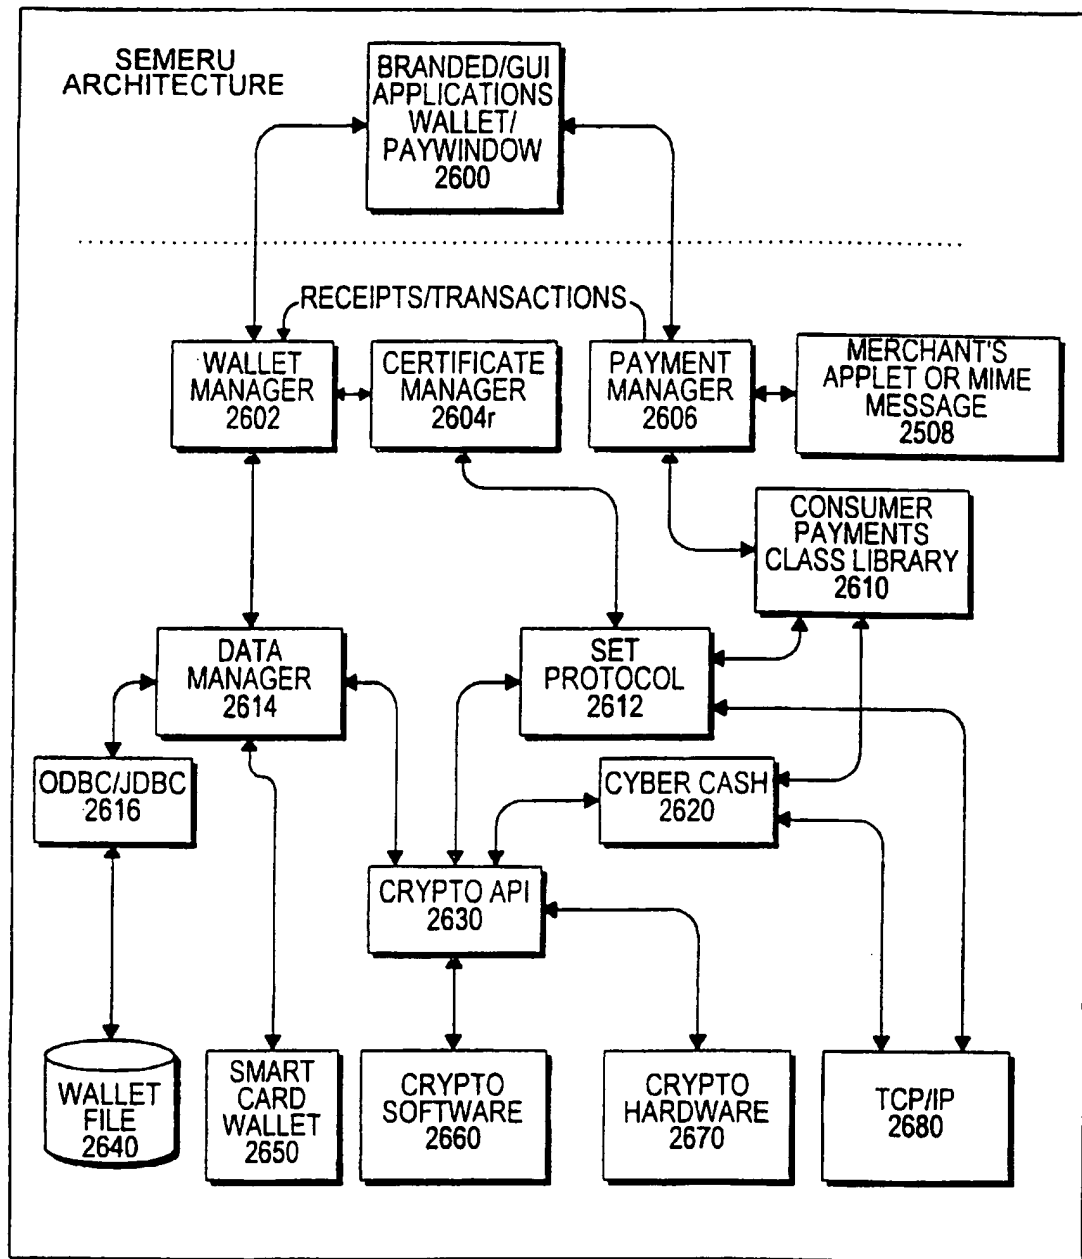 SEMERU
ARCHITECTURE
BRANDED/GUI
APPLICATIONS
WALLET/
PAYWINDOW
2600
RECEIPTS/TRANSACTIONS
WALLET
MANAGER
2602
CERTIFICATE
MANAGER
2604r
PAYMENT
MANAGER
2606
MERCHANT'S
APPLET OR MIME
MESSAGE
2508
CONSUMER
PAYMENTS
CLASS LIBRARY
2610
DATA
MANAGER
2614
SET
PROTOCOL
2612
ODBC/JDBC
2616
CYBER CASH
2620
CRYPTO API
2630
WALLET
FILE
2640
SMART
CARD
WALLET
2650
CRYPTO
SOFTWARE
2660
CRYPTO
HARDWARE
2670
TCP/IP
2680